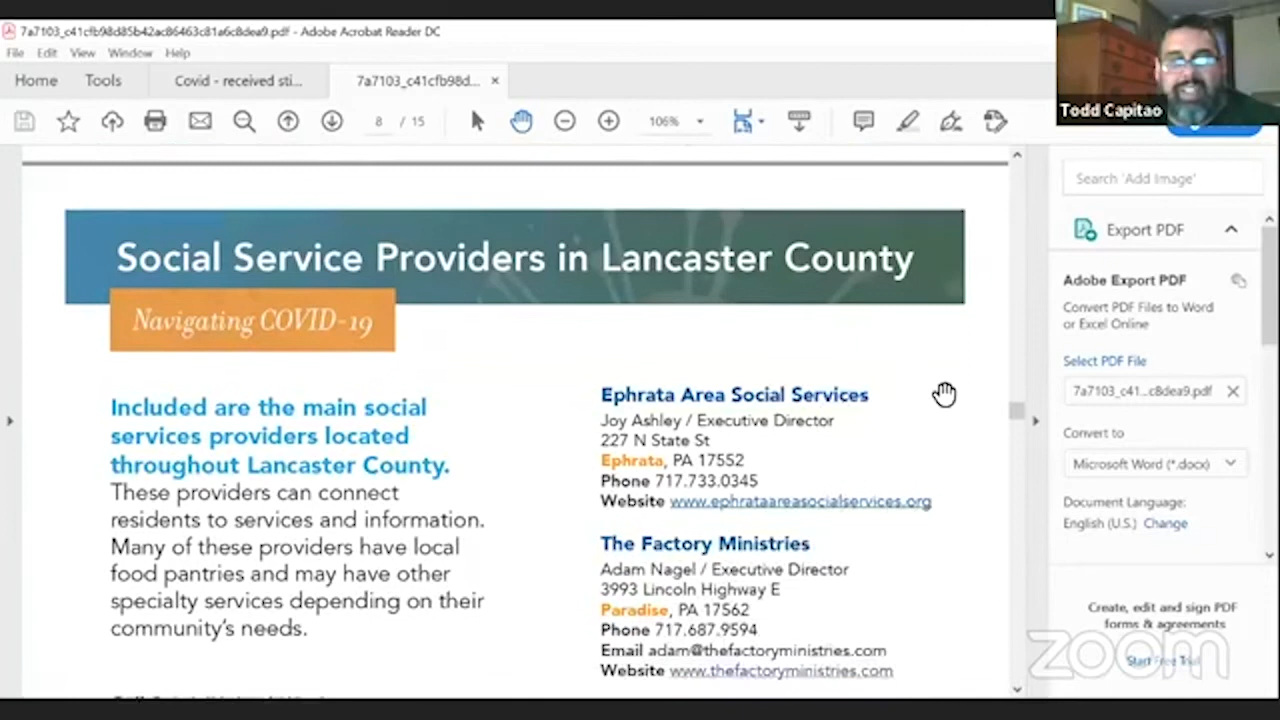 7a7103_c41cfb98d85b42ac86463c81a6c8dea9.pdf - Adobe Acrobat Reader DC
File Edit View Window Help
Home Tools Covid - received sti... 7a7103_c41cfb98d... ×
8 / 15 106%
Todd Capitao
Social Service Providers in Lancaster County
Navigating COVID-19
Included are the main social
services providers located
throughout Lancaster County.
These providers can connect
residents to services and information.
Many of these providers have local
food pantries and may have other
specialty services depending on their
community's needs.
Ephrata Area Social Services
Joy Ashley / Executive Director
227 N State St
Ephrata, PA 17552
Phone 717.733.0345
Website www.ephrataareasocialservices.org
The Factory Ministries
Adam Nagel / Executive Director
3993 Lincoln Highway E
Paradise, PA 17562
Phone 717.687.9594
Email adam@thefactoryministries.com
Website www.thefactoryministries.com
Search 'Add Image'
Export PDF
Adobe Export PDF
Convert PDF Files to Word
or Excel Online
Select PDF File
7a7103_c41...c8dea9.pdf ×
Convert to
Microsoft Word (*.docx)
Document Language:
English (U.S.) Change
Create, edit and sign PDF
forms & agreements
Start Free Trial
zoom